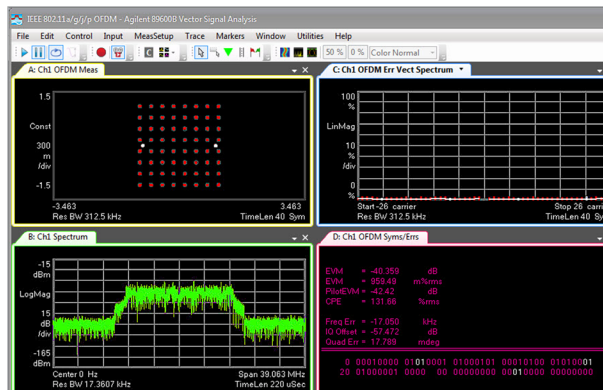 IEEE 802.11a/g/j/p OFDM - Agilent 89600B Vector Signal Analysis
File Edit Control Input MeasSetup Trace Markers Window Utilities Help
50 % 0 % Color Normal
A: Ch1 OFDM Meas
1.5
Const
300
m
/div
-1.5
-3.463 3.463
Res BW 312.5 kHz TimeLen 40 Sym
C: Ch1 OFDM Err Vect Spectrum
100
%
LinMag
10
%
/div
0
%
Start -26 carrier Stop 26 carrie
Res BW 312.5 kHz TimeLen 40 S
B: Ch1 Spectrum
-15
dBm
LogMag
15
dB
/div
-165
dBm
Center 0 Hz Span 39.063 MHz
Res BW 17.3607 kHz TimeLen 220 uSec
D: Ch1 OFDM Syms/Errs
EVM = -40.359 dB
EVM = 959.49 m%rms
PilotEVM = -42.42 dB
CPE = 131.66 %rms
Freq Err = -17.050 kHz
IQ Offset = -57.472 dB
Quad Err = 17.789 mdeg
0 00010000 01010001 01000101 00010100 01010001
20 01000001 0000 00 00000000 00010000 00000000